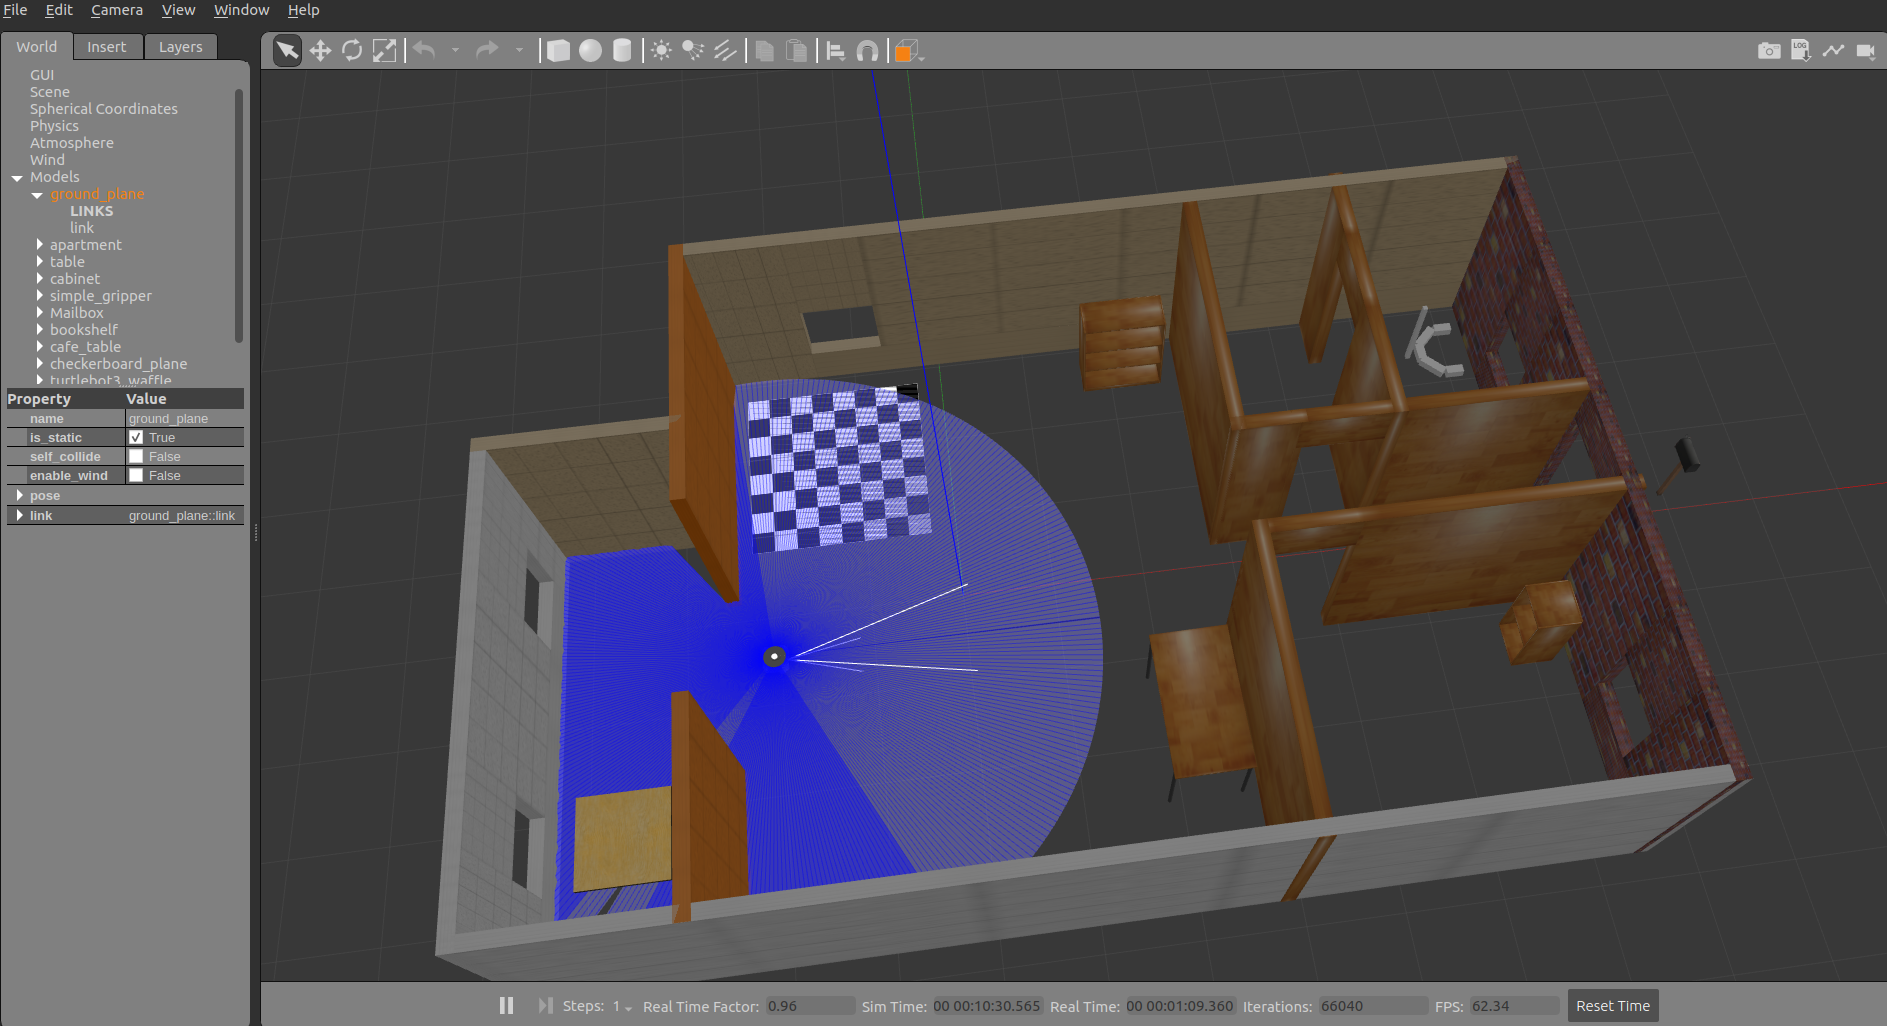 File Edit Camera View Window Help
World Insert Layers
GUI
Scene
Spherical Coordinates
Physics
Atmosphere
Wind
Models
ground_plane
LINKS
link
apartment
table
cabinet
simple_gripper
Mailbox
bookshelf
cafe_table
checkerboard_plane
turtlebot3_waffle
Property Value
name ground_plane
is_static True
self_collide False
enable_wind False
pose
link ground_plane::link
LOG
Steps: 1 Real Time Factor: 0.96 Sim Time: 00 00:10:30.565 Real Time: 00 00:01:09.360 Iterations: 66040 FPS: 62.34 Reset Time